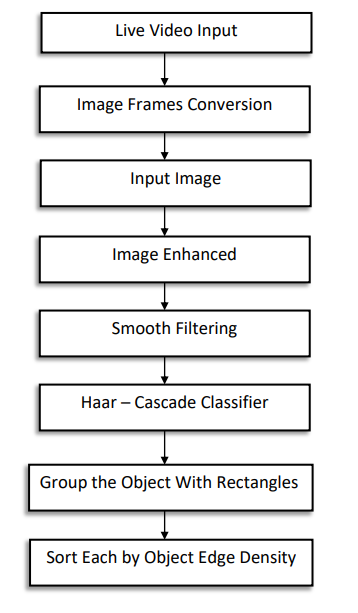 Live Video Input
Image Frames Conversion
Input Image
Image Enhanced
Smooth Filtering
Haar – Cascade Classifier
Group the Object With Rectangles
Sort Each by Object Edge Density